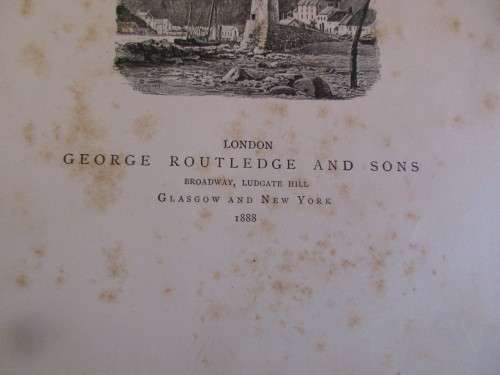 LONDON
GEORGE ROUTLEDGE AND SONS
BROADWAY, LUDGATE HILL
GLASGOW AND NEW YORK
1888